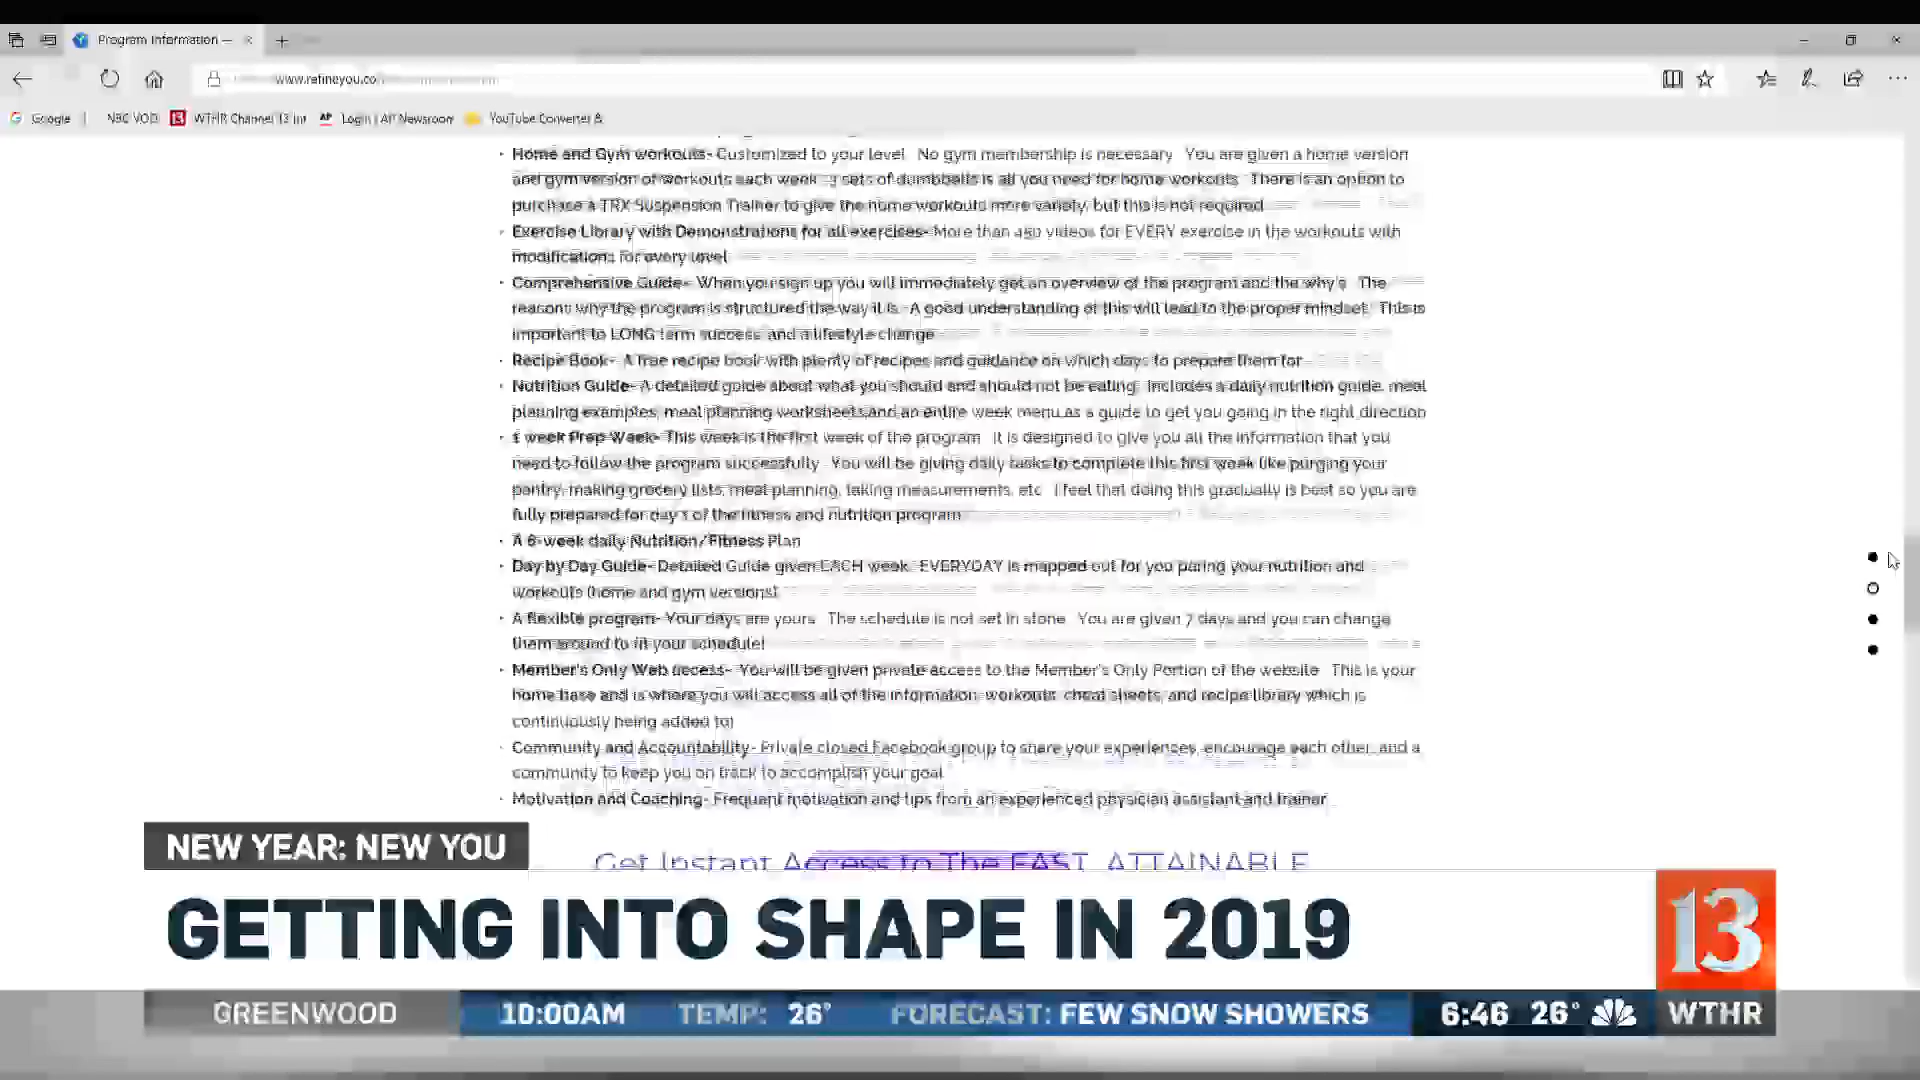 Program Information —
www.refineyou.co
Google
NBC VOD
13 WTHR Channel 13 Int
AP Login | AP Newsroom
YouTube Converter &
· Home and Gym workouts- Customized to your level. No gym membership is necessary. You are given a home version
and gym version of workouts each week. 3 sets of dumbbells is all you need for home workouts. There is an option to
purchase a TRX Suspension Trainer to give the home workouts more variety, but this is not required.
· Exercise Library with Demonstrations for all exercises- More than 450 videos for EVERY exercise in the workouts with
modifications for every level
· Comprehensive Guide- When you sign up you will immediately get an overview of the program and the why's. The
reasons why the program is structured the way it is. A good understanding of this will lead to the proper mindset. This is
important to LONG term success and a lifestyle change
· Recipe Book- A true recipe book with plenty of recipes and guidance on which days to prepare them for
· Nutrition Guide- A detailed guide about what you should and should not be eating. Includes a daily nutrition guide, meal
planning examples, meal planning worksheets and an entire week menu as a guide to get you going in the right direction
· 1 week Prep Week- This week is the first week of the program. It is designed to give you all the information that you
need to follow the program successfully. You will be giving daily tasks to complete this first week like purging your
pantry, making grocery lists, meal planning, taking measurements, etc. I feel that doing this gradually is best so you are
fully prepared for day 1 of the fitness and nutrition program
· A 6-week daily Nutrition/Fitness Plan
· Day by Day Guide- Detailed Guide given EACH week. EVERYDAY is mapped out for you pairing your nutrition and
workouts (home and gym versions)
· A flexible program- Your days are yours. The schedule is not set in stone. You are given 7 days and you can change
them around to fit your schedule!
· Member's Only Web access- You will be given private access to the Member's Only Portion of the website. This is your
home base and is where you will access all of the information, workouts, cheat sheets, and recipe library which is
continuously being added to!
· Community and Accountability- Private closed Facebook group to share your experiences, encourage each other, and a
community to keep you on track to accomplish your goal
· Motivation and Coaching- Frequent motivation and tips from an experienced physician assistant and trainer
Get Instant Access to The FAST, ATTAINABLE
NEW YEAR: NEW YOU
GETTING INTO SHAPE IN 2019
13
GREENWOOD 10:00AM TEMP: 26° FORECAST: FEW SNOW SHOWERS 6:46 26° WTHR